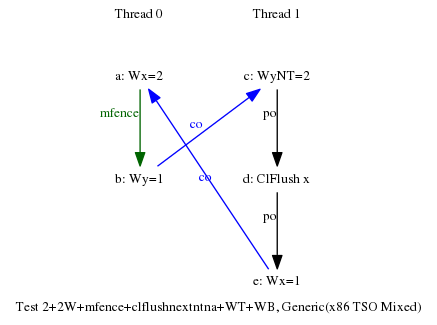 Thread 0 Thread 1
a: Wx=2 c: WyNT=2
mfence po
co
b: Wy=1 co d: ClFlush x
po
e: Wx=1
Test 2+2W+mfence+clflushnextntna+WT+WB, Generic(x86 TSO Mixed)